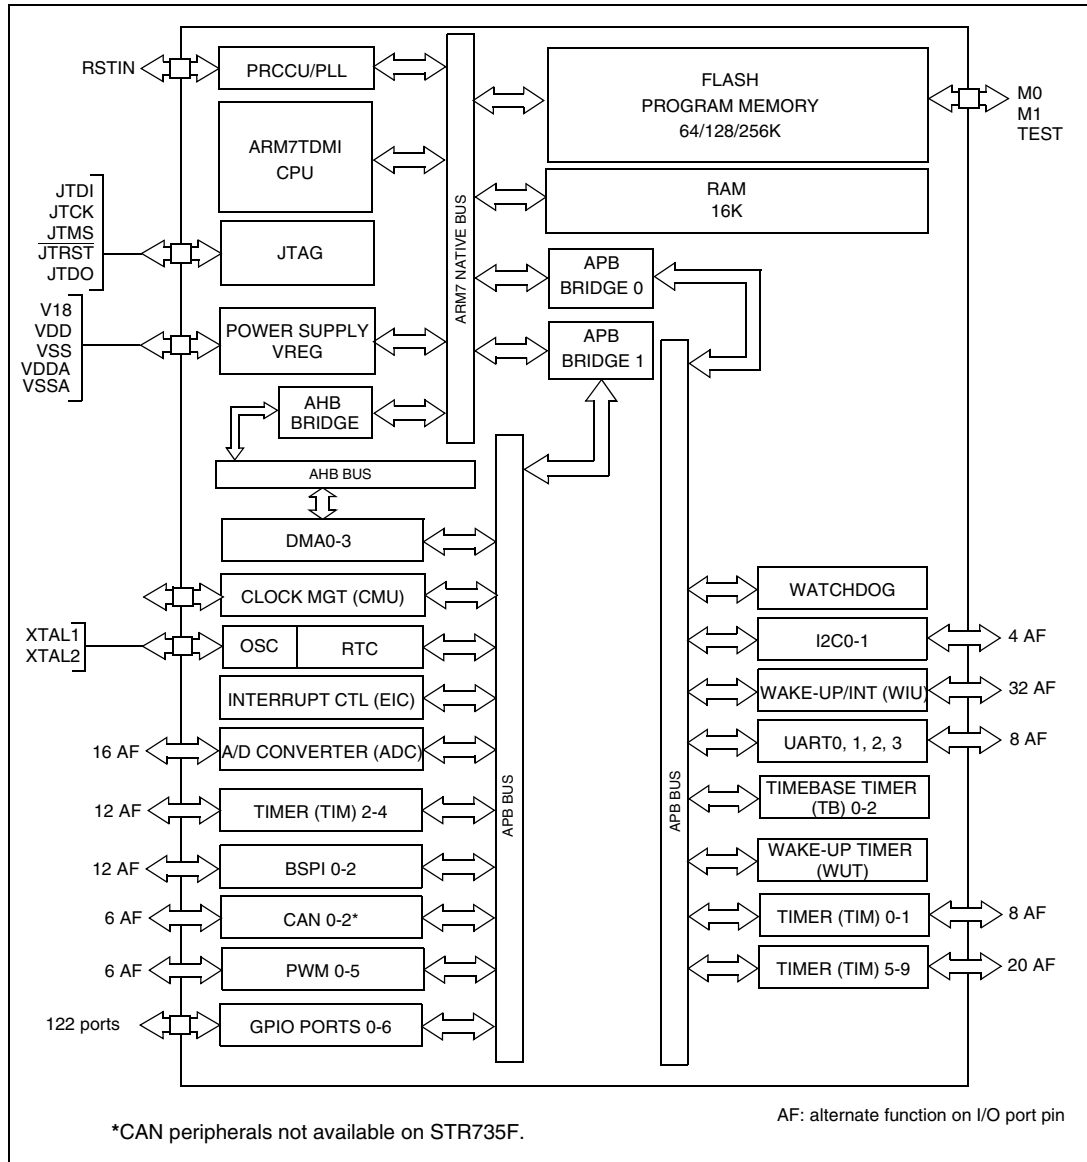 RSTIN
PRCCU/PLL
FLASH
PROGRAM MEMORY
64/128/256K
M0
M1
TEST
ARM7TDMI
CPU
RAM
16K
JTDI
JTCK
JTMS
JTRST
JTDO
JTAG
ARM7 NATIVE BUS
APB
BRIDGE 0
V18
VDD
VSS
VDDA
VSSA
POWER SUPPLY
VREG
APB
BRIDGE 1
AHB
BRIDGE
AHB BUS
DMA0-3
CLOCK MGT (CMU)
XTAL1
XTAL2
OSC
RTC
INTERRUPT CTL (EIC)
16 AF
A/D CONVERTER (ADC)
12 AF
TIMER (TIM) 2-4
12 AF
BSPI 0-2
6 AF
CAN 0-2*
6 AF
PWM 0-5
122 ports
GPIO PORTS 0-6
APB BUS
APB BUS
WATCHDOG
I2C0-1
4 AF
WAKE-UP/INT (WIU)
32 AF
UART0, 1, 2, 3
8 AF
TIMEBASE TIMER
(TB) 0-2
WAKE-UP TIMER
(WUT)
TIMER (TIM) 0-1
8 AF
TIMER (TIM) 5-9
20 AF
*CAN peripherals not available on STR735F.
AF: alternate function on I/O port pin